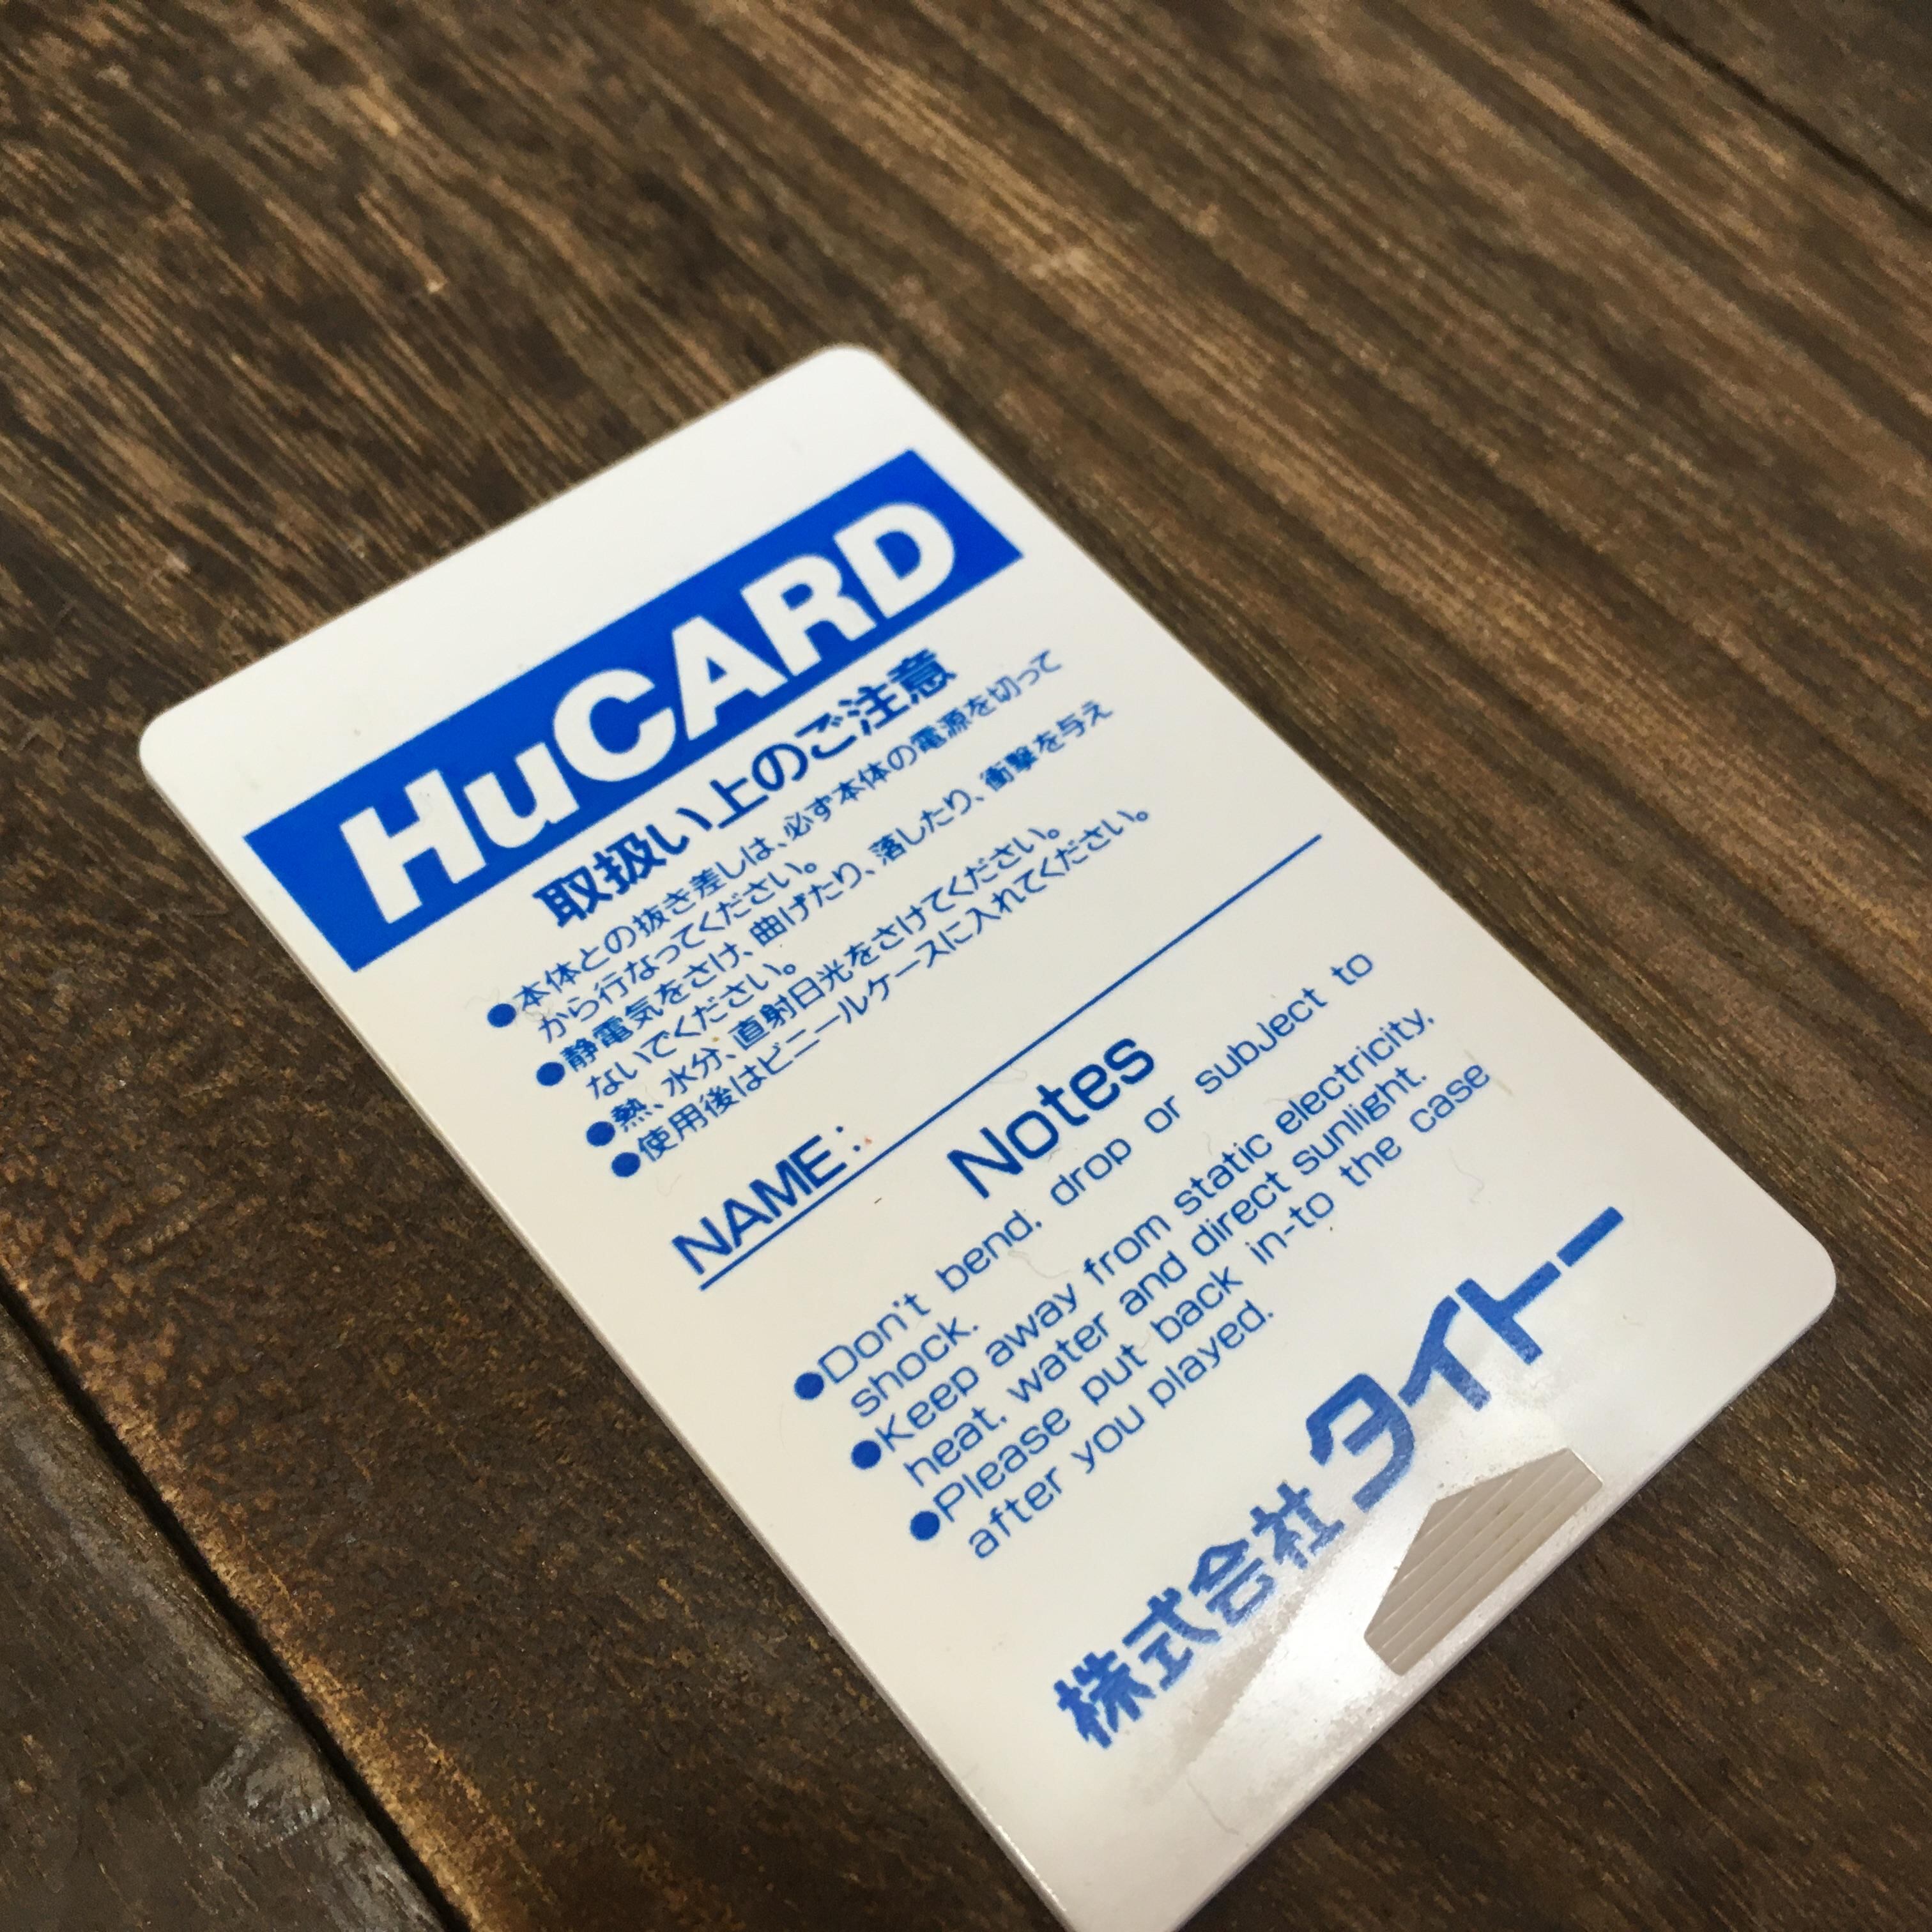 HuCARD
取扱い上のご注意
●本体との抜き差しは、必ず本体の電源を切って
から行なってください。
●静電気をさけ、曲げたり、落したり、衝撃を与え
ないでください。
●熱、水分、直射日光をさけてください。
●使用後はビニールケースに入れてください。
NAME:
Notes
●Don't bend, drop or subject to
shock.
●Keep away from static electricity,
heat, water and direct sunlight.
●Please put back in-to the case
after you played.
株式会社 タイトー